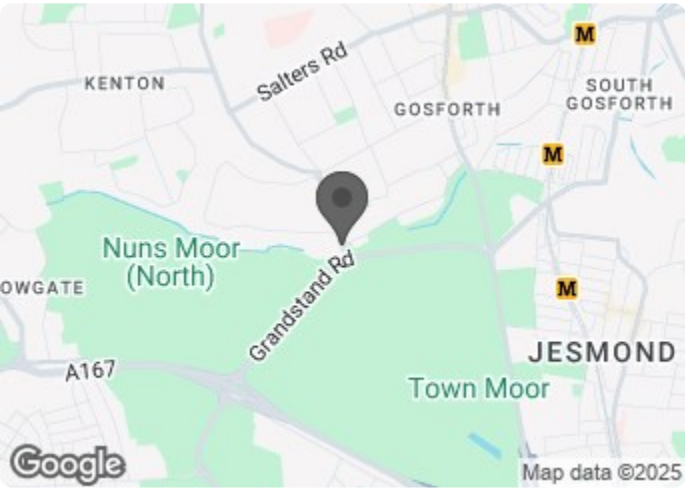 M
KENTON
Salters Rd
SOUTH
GOSFORTH
GOSFORTH
M
Nuns Moor
(North)
OWGATE
Grandstand Rd
M
JESMOND
A167
Town Moor
Google
Map data ©2025